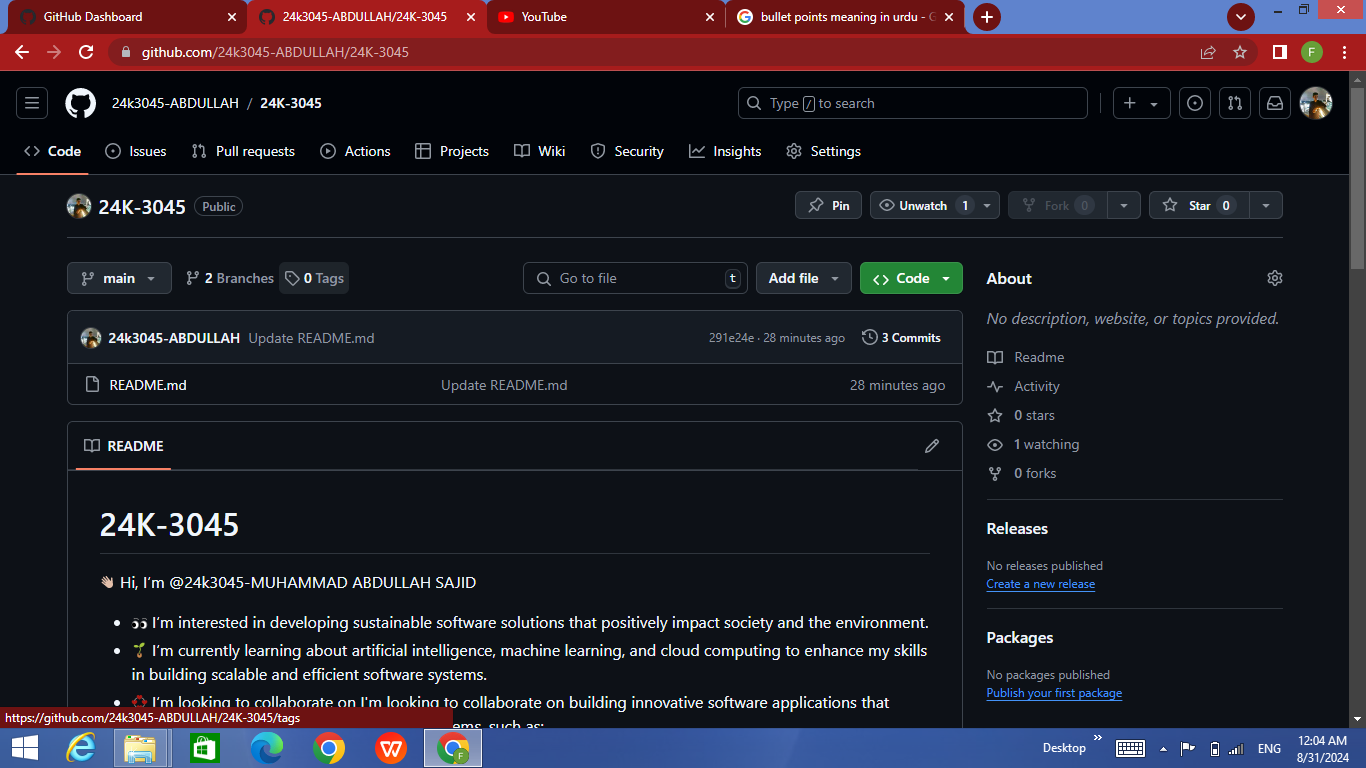 GitHub Dashboard
24k3045-ABDULLAH/24K-3045
YouTube
bullet points meaning in urdu - G
github.com/24k3045-ABDULLAH/24K-3045
F
24k3045-ABDULLAH / 24K-3045
Type / to search
Code Issues Pull requests Actions Projects Wiki Security Insights Settings
24K-3045 Public
Pin Unwatch 1 Fork 0 Star 0
main 2 Branches 0 Tags Go to file t Add file Code
24k3045-ABDULLAH Update README.md 291e24e · 28 minutes ago 3 Commits
README.md Update README.md 28 minutes ago
README
24K-3045
👋 Hi, I’m @24k3045-MUHAMMAD ABDULLAH SAJID
• 👀 I’m interested in developing sustainable software solutions that positively impact society and the environment.
• 🌱 I’m currently learning about artificial intelligence, machine learning, and cloud computing to enhance my skills
in building scalable and efficient software systems.
• 💞️ I’m looking to collaborate on I'm looking to collaborate on building innovative software applications that
such as:
About
No description, website, or topics provided.
Readme
Activity
0 stars
1 watching
0 forks
Releases
No releases published
Create a new release
Packages
No packages published
Publish your first package
https://github.com/24k3045-ABDULLAH/24K-3045/tags
Desktop
ENG
12:04 AM
8/31/2024